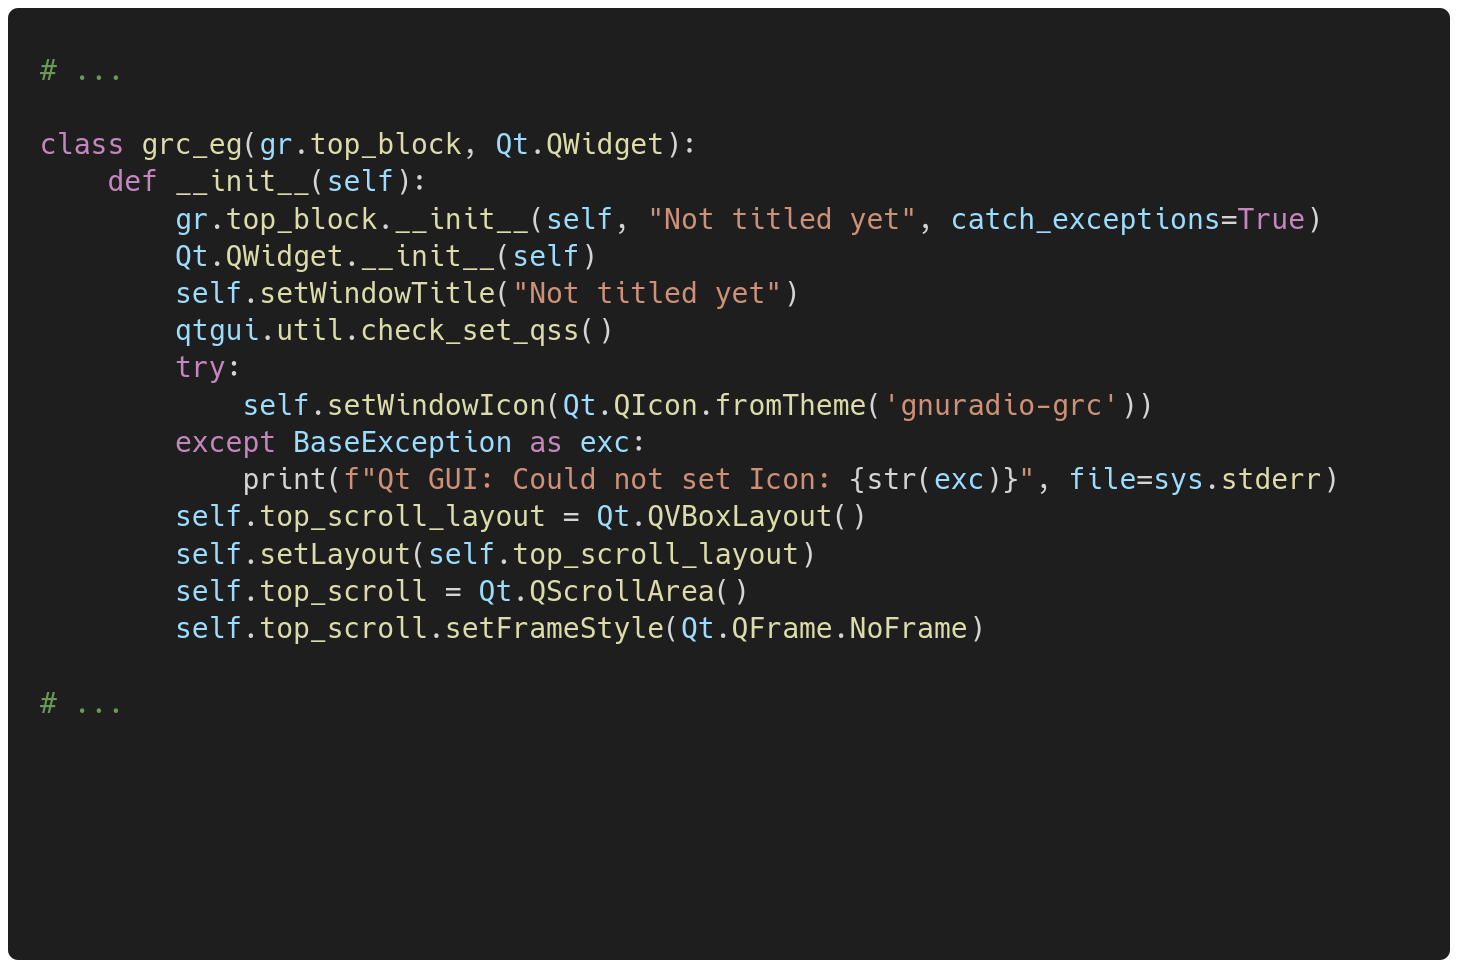 # ...

class grc_eg(gr.top_block, Qt.QWidget):
    def __init__(self):
        gr.top_block.__init__(self, "Not titled yet", catch_exceptions=True)
        Qt.QWidget.__init__(self)
        self.setWindowTitle("Not titled yet")
        qtgui.util.check_set_qss()
        try:
            self.setWindowIcon(Qt.QIcon.fromTheme('gnuradio-grc'))
        except BaseException as exc:
            print(f"Qt GUI: Could not set Icon: {str(exc)}", file=sys.stderr)
        self.top_scroll_layout = Qt.QVBoxLayout()
        self.setLayout(self.top_scroll_layout)
        self.top_scroll = Qt.QScrollArea()
        self.top_scroll.setFrameStyle(Qt.QFrame.NoFrame)

# ...